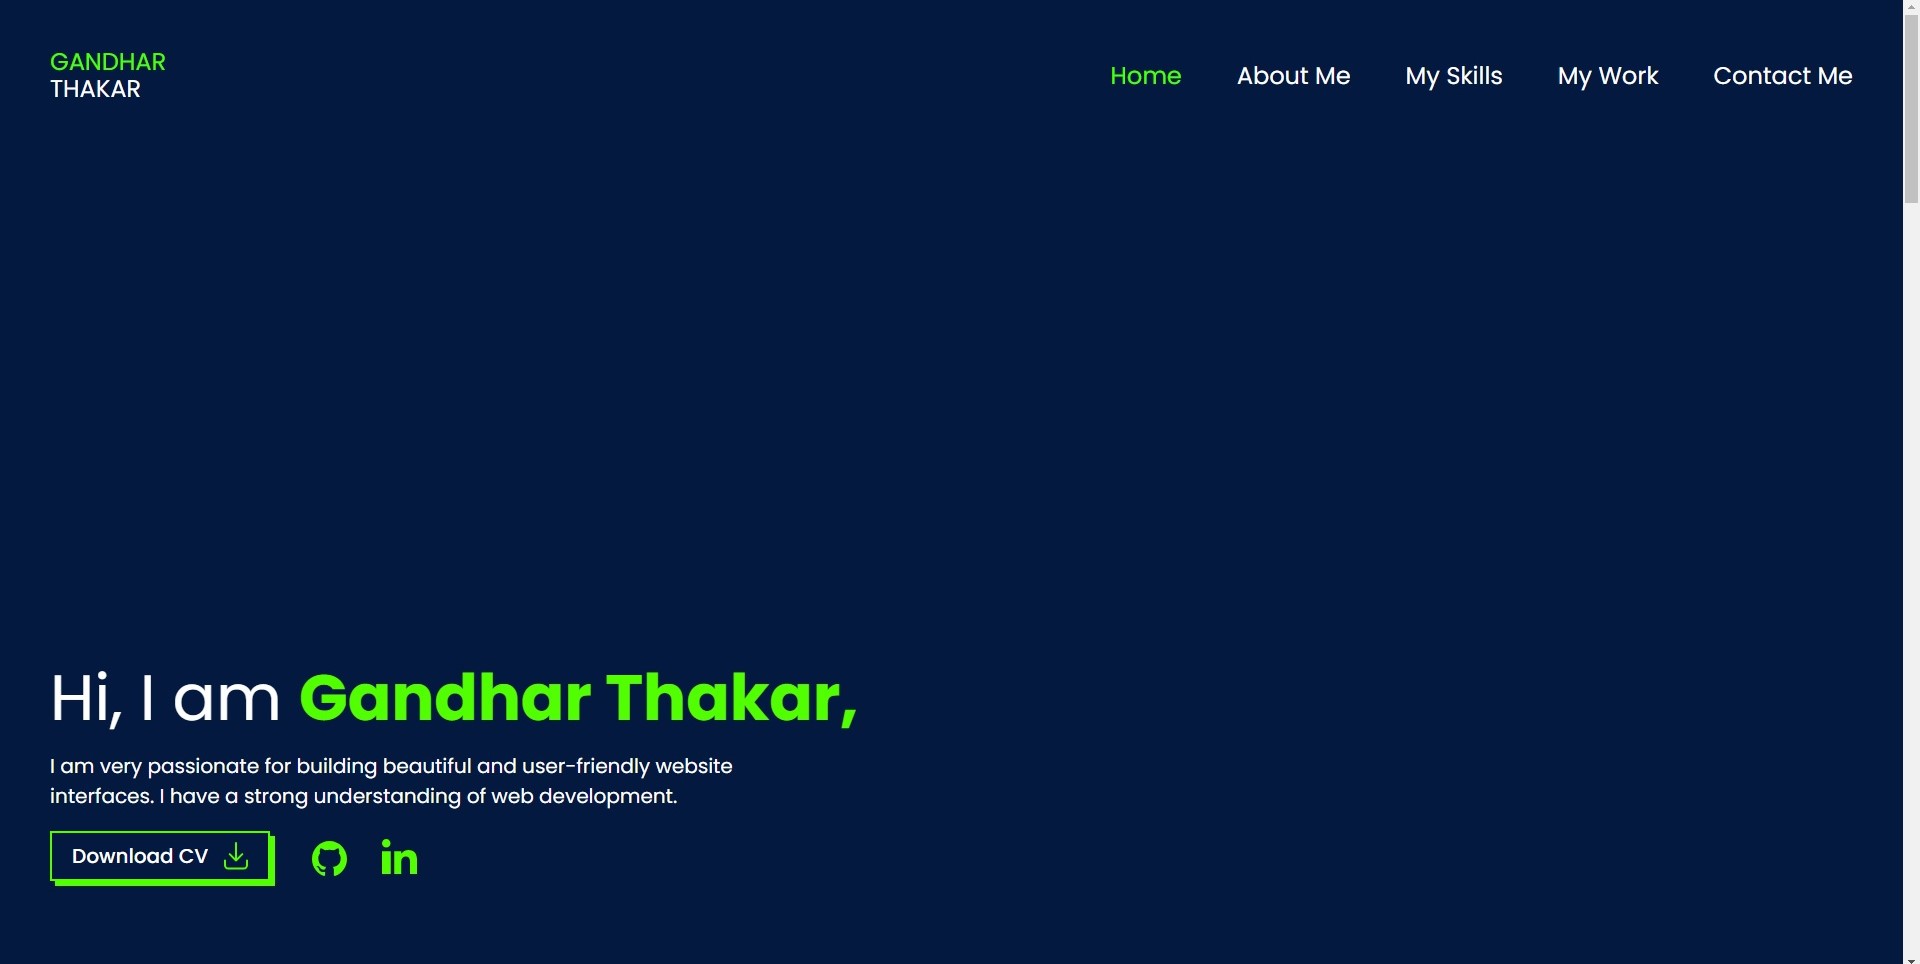 GANDHAR
THAKAR
Home About Me My Skills My Work Contact Me
Hi, I am Gandhar Thakar,
I am very passionate for building beautiful and user-friendly website
interfaces. I have a strong understanding of web development.
Download CV
in